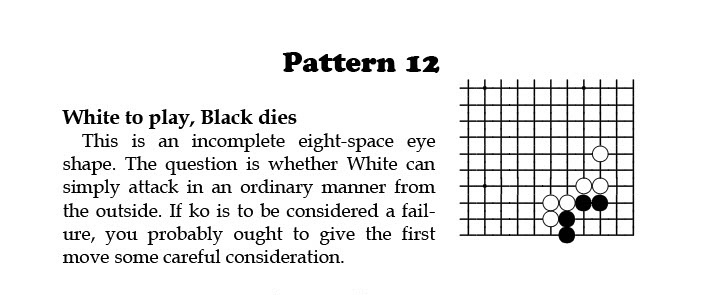 Pattern 12
White to play, Black dies
This is an incomplete eight-space eye
shape. The question is whether White can
simply attack in an ordinary manner from
the outside. If ko is to be considered a fail-
ure, you probably ought to give the first
move some careful consideration.